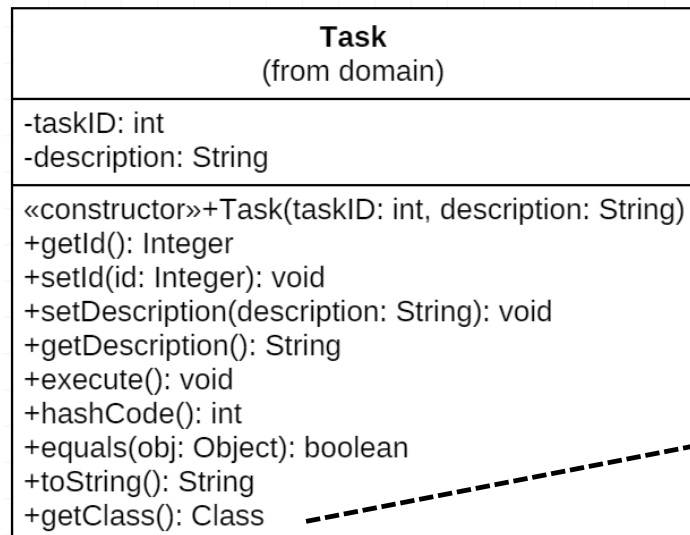 Task
(from domain)
-taskID: int
-description: String
«constructor»+Task(taskID: int, description: String)
+getId(): Integer
+setId(id: Integer): void
+setDescription(description: String): void
+getDescription(): String
+execute(): void
+hashCode(): int
+equals(obj: Object): boolean
+toString(): String
+getClass(): Class